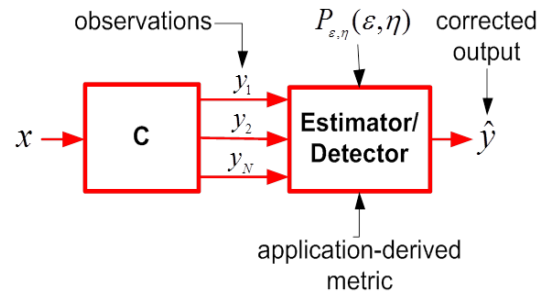 observations
P_{ε,η}(ε,η)
corrected
output
x
C
y_1
y_2
y_N
Estimator/
Detector
ŷ
application-derived
metric